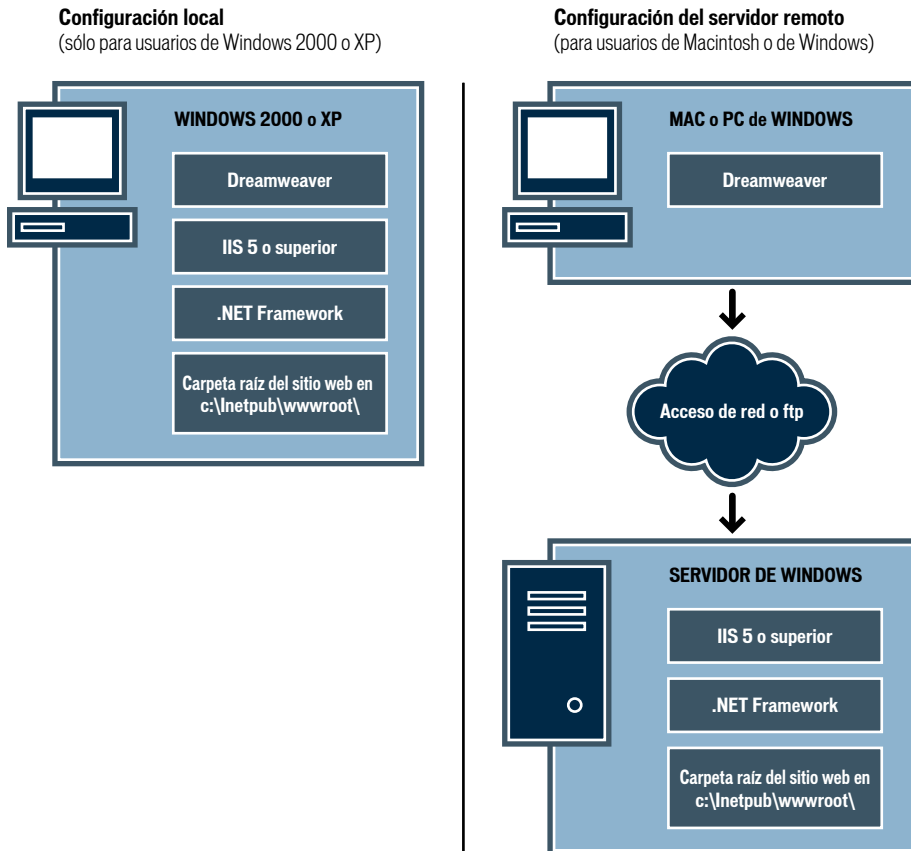 Configuración local
(sólo para usuarios de Windows 2000 o XP)
WINDOWS 2000 o XP
Dreamweaver
IIS 5 o superior
.NET Framework
Carpeta raíz del sitio web en
c:\Inetpub\wwwroot\
Configuración del servidor remoto
(para usuarios de Macintosh o de Windows)
MAC o PC de WINDOWS
Dreamweaver
Acceso de red o ftp
SERVIDOR DE WINDOWS
IIS 5 o superior
.NET Framework
Carpeta raíz del sitio web en
c:\Inetpub\wwwroot\